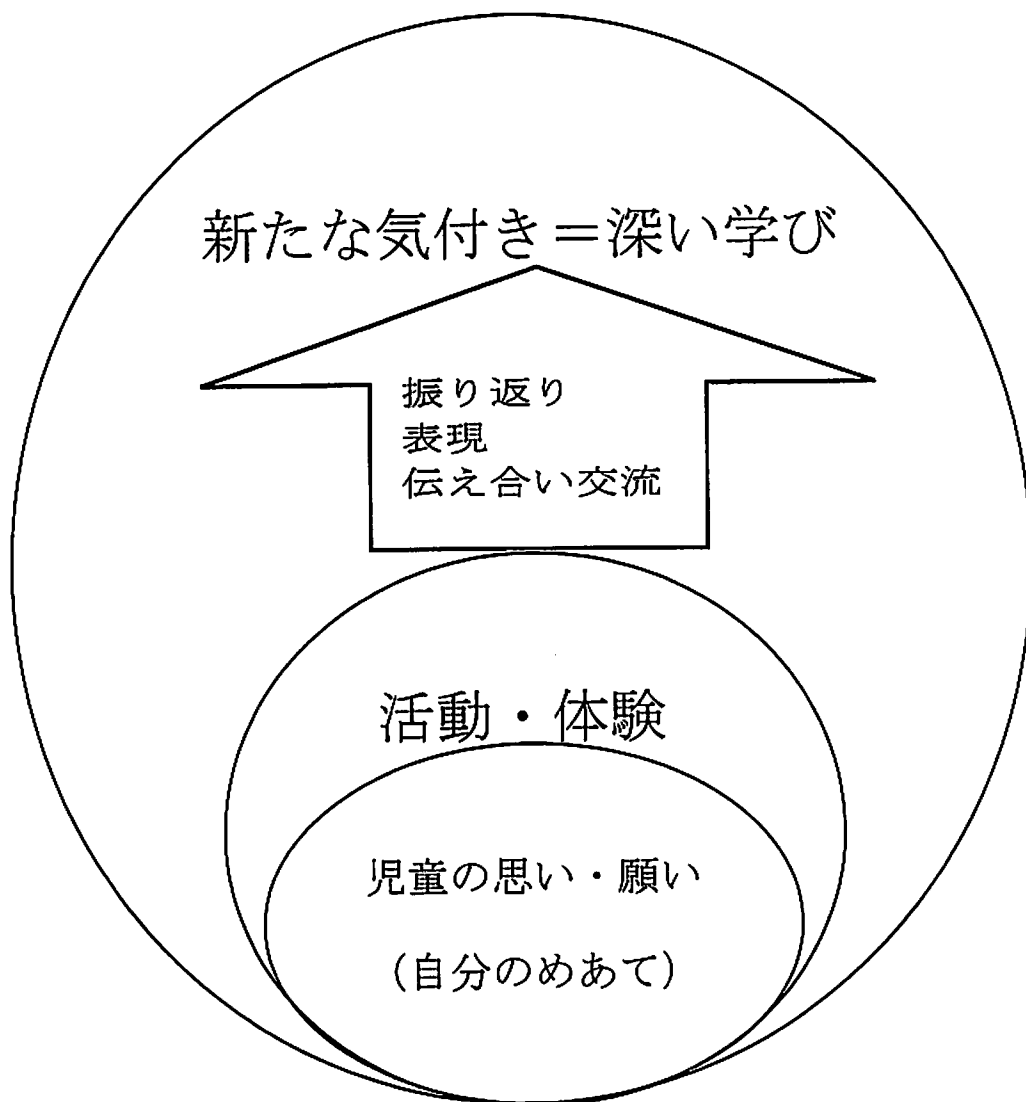 新たな気付き＝深い学び
振り返り
表現
伝え合い交流
活動・体験
児童の思い・願い
（自分のめあて）